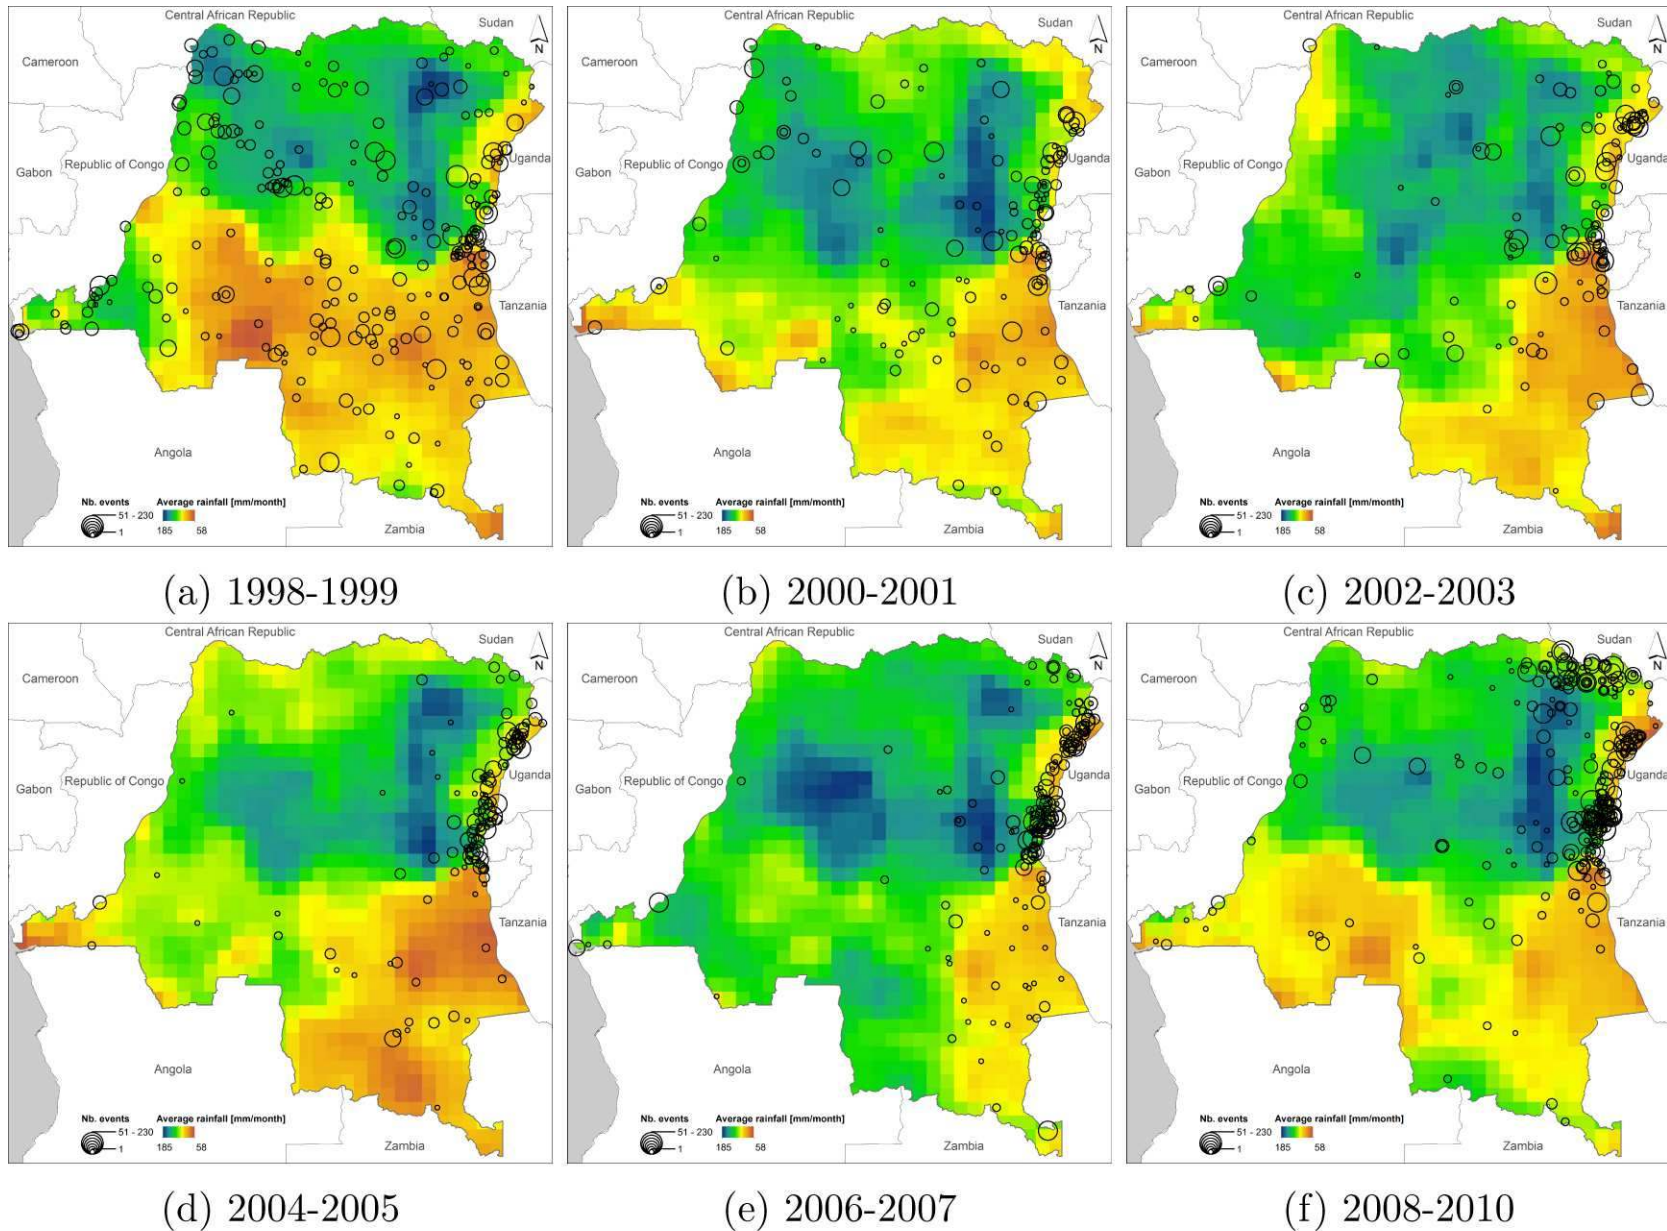 Central African Republic
Sudan
N
Cameroon
Gabon
Republic of Congo
Uganda
Tanzania
Angola
Zambia
Nb. events
51 - 230
1
Average rainfall [mm/month]
185 58
(a) 1998-1999
Central African Republic
Sudan
N
Cameroon
Gabon
Republic of Congo
Uganda
Tanzania
Angola
Zambia
Nb. events
51 - 230
1
Average rainfall [mm/month]
185 58
(b) 2000-2001
Central African Republic
Sudan
N
Cameroon
Gabon
Republic of Congo
Uganda
Tanzania
Angola
Zambia
Nb. events
51 - 230
1
Average rainfall [mm/month]
185 58
(c) 2002-2003
Central African Republic
Sudan
N
Cameroon
Gabon
Republic of Congo
Uganda
Tanzania
Angola
Zambia
Nb. events
51 - 230
1
Average rainfall [mm/month]
185 58
(d) 2004-2005
Central African Republic
Sudan
N
Cameroon
Gabon
Republic of Congo
Uganda
Tanzania
Angola
Zambia
Nb. events
51 - 230
1
Average rainfall [mm/month]
185 58
(e) 2006-2007
Central African Republic
Sudan
N
Cameroon
Gabon
Republic of Congo
Uganda
Tanzania
Angola
Zambia
Nb. events
51 - 230
1
Average rainfall [mm/month]
185 58
(f) 2008-2010